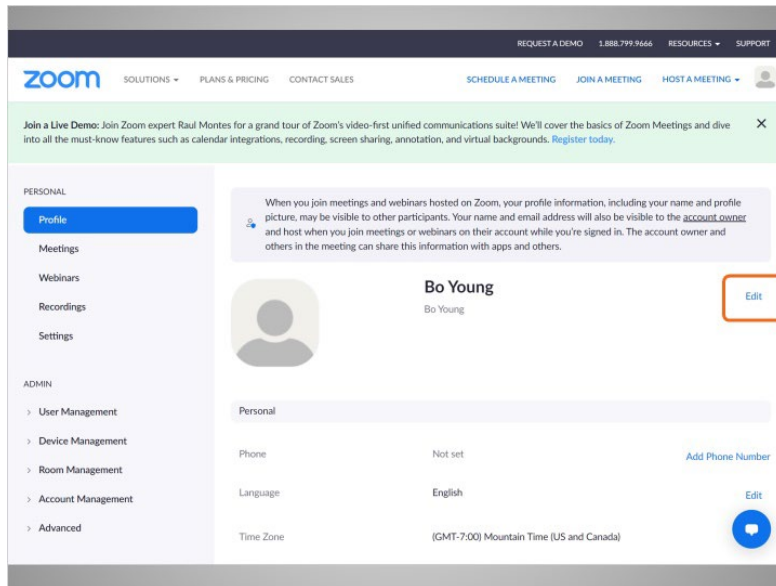 REQUEST A DEMO 1.888.799.9666 RESOURCES SUPPORT
zoom SOLUTIONS PLANS & PRICING CONTACT SALES SCHEDULE A MEETING JOIN A MEETING HOST A MEETING
Join a Live Demo: Join Zoom expert Raul Montes for a grand tour of Zoom's video-first unified communications suite! We'll cover the basics of Zoom Meetings and dive
into all the must-know features such as calendar integrations, recording, screen sharing, annotation, and virtual backgrounds. Register today.
PERSONAL
Profile
Meetings
Webinars
Recordings
Settings
ADMIN
User Management
Device Management
Room Management
Account Management
Advanced
When you join meetings and webinars hosted on Zoom, your profile information, including your name and profile
picture, may be visible to other participants. Your name and email address will also be visible to the account owner
and host when you join meetings or webinars on their account while you're signed in. The account owner and
others in the meeting can share this information with apps and others.
Bo Young
Edit
Bo Young
Personal
Phone Not set Add Phone Number
Language English Edit
Time Zone (GMT-7:00) Mountain Time (US and Canada)